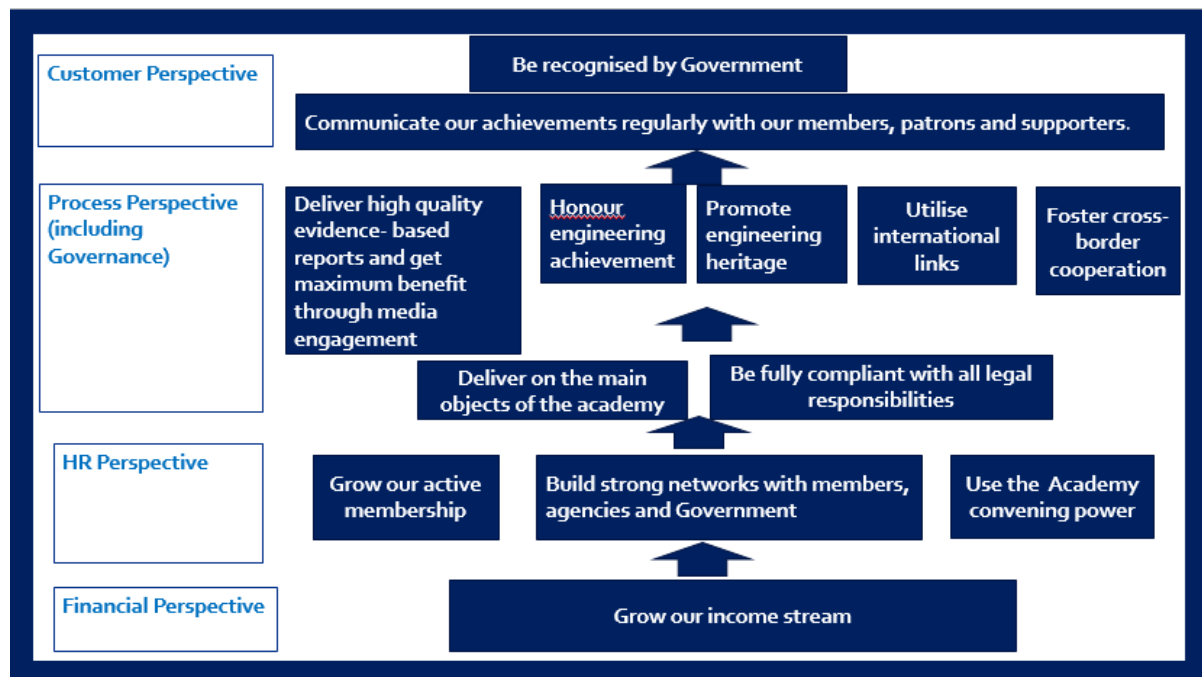 Customer Perspective
Be recognised by Government
Communicate our achievements regularly with our members, patrons and supporters.
Process Perspective
(including
Governance)
Deliver high quality
evidence- based
reports and get
maximum benefit
through media
engagement
Honour
engineering
achievement
Promote
engineering
heritage
Utilise
international
links
Foster cross-
border
cooperation
Deliver on the main
objects of the academy
Be fully compliant with all legal
responsibilities
HR Perspective
Grow our active
membership
Build strong networks with members,
agencies and Government
Use the Academy
convening power
Financial Perspective
Grow our income stream